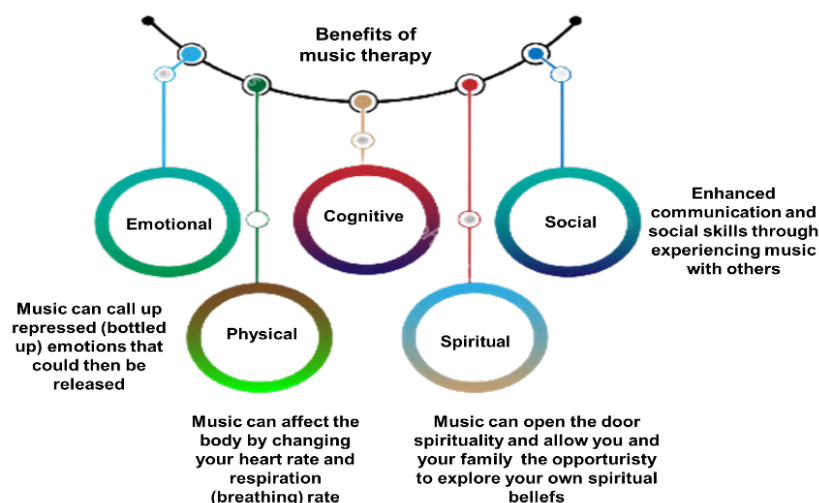 Benefits of
music therapy
Emotional
Cognitive
Social
Enhanced
communication and
social skills through
experiencing music
with others
Music can call up
repressed (bottled
up) emotions that
could then be
released
Physical
Spiritual
Music can affect the
body by changing
your heart rate and
respiration
(breathing) rate
Music can open the door
spirituality and allow you and
your family the opporturisty
to explore your own spiritual
beliefs